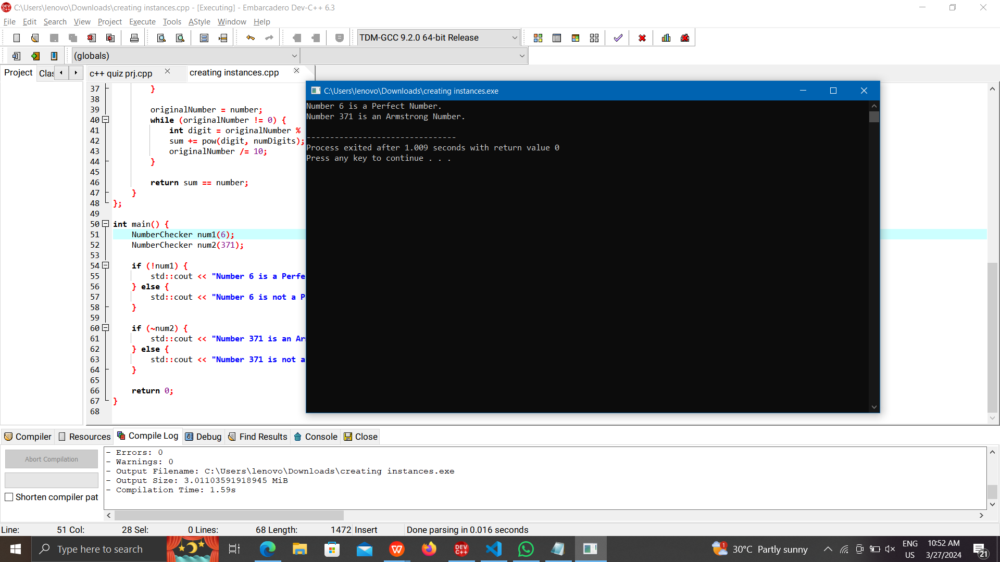 C:\Users\lenovo\Downloads\creating instances.cpp - [Executing] - Embarcadero Dev-C++ 6.3
File Edit Search View Project Execute Tools AStyle Window Help
TDM-GCC 9.2.0 64-bit Release
(globals)
Project Clas c++ quiz prj.cpp creating instances.cpp
C:\Users\lenovo\Downloads\creating instances.exe
Number 6 is a Perfect Number.
Number 371 is an Armstrong Number.
--------------------------------
Process exited after 1.009 seconds with return value 0
Press any key to continue . . .
37 }
38
39 originalNumber = number;
40 while (originalNumber != 0) {
41 int digit = originalNumber %
42 sum += pow(digit, numDigits);
43 originalNumber /= 10;
44 }
45
46 return sum == number;
47 }
48 };
49
50 int main() {
51 NumberChecker num1(6);
52 NumberChecker num2(371);
53
54 if (!num1) {
55 std::cout << "Number 6 is a Perfe
56 } else {
57 std::cout << "Number 6 is not a P
58 }
59
60 if (~num2) {
61 std::cout << "Number 371 is an Ar
62 } else {
63 std::cout << "Number 371 is not a
64 }
65
66 return 0;
67 }
68
Compiler Resources Compile Log Debug Find Results Console Close
Abort Compilation
Shorten compiler pat
- Errors: 0
- Warnings: 0
- Output Filename: C:\Users\lenovo\Downloads\creating instances.exe
- Output Size: 3.01103591918945 MiB
- Compilation Time: 1.59s
Line: 51 Col: 28 Sel: 0 Lines: 68 Length: 1472 Insert Done parsing in 0.016 seconds
Type here to search
DEV C++
1
30°C Partly sunny
ENG US
10:52 AM
3/27/2024
21